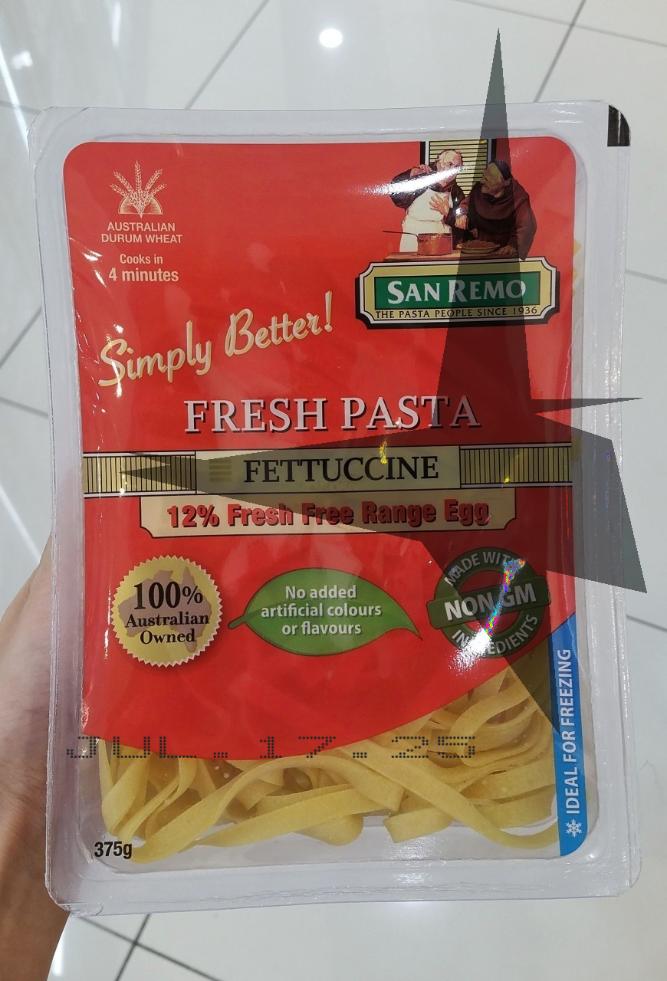 AUSTRALIAN
DURUM WHEAT
Cooks in
4 minutes
SAN REMO
THE PASTA PEOPLE SINCE 1936
Simply Better!
FRESH PASTA
FETTUCCINE
12% Fresh Free Range Egg
100%
Australian
Owned
No added
artificial colours
or flavours
MADE WITH
NON GM
INGREDIENTS
IDEAL FOR FREEZING
JUL.17.25
375g